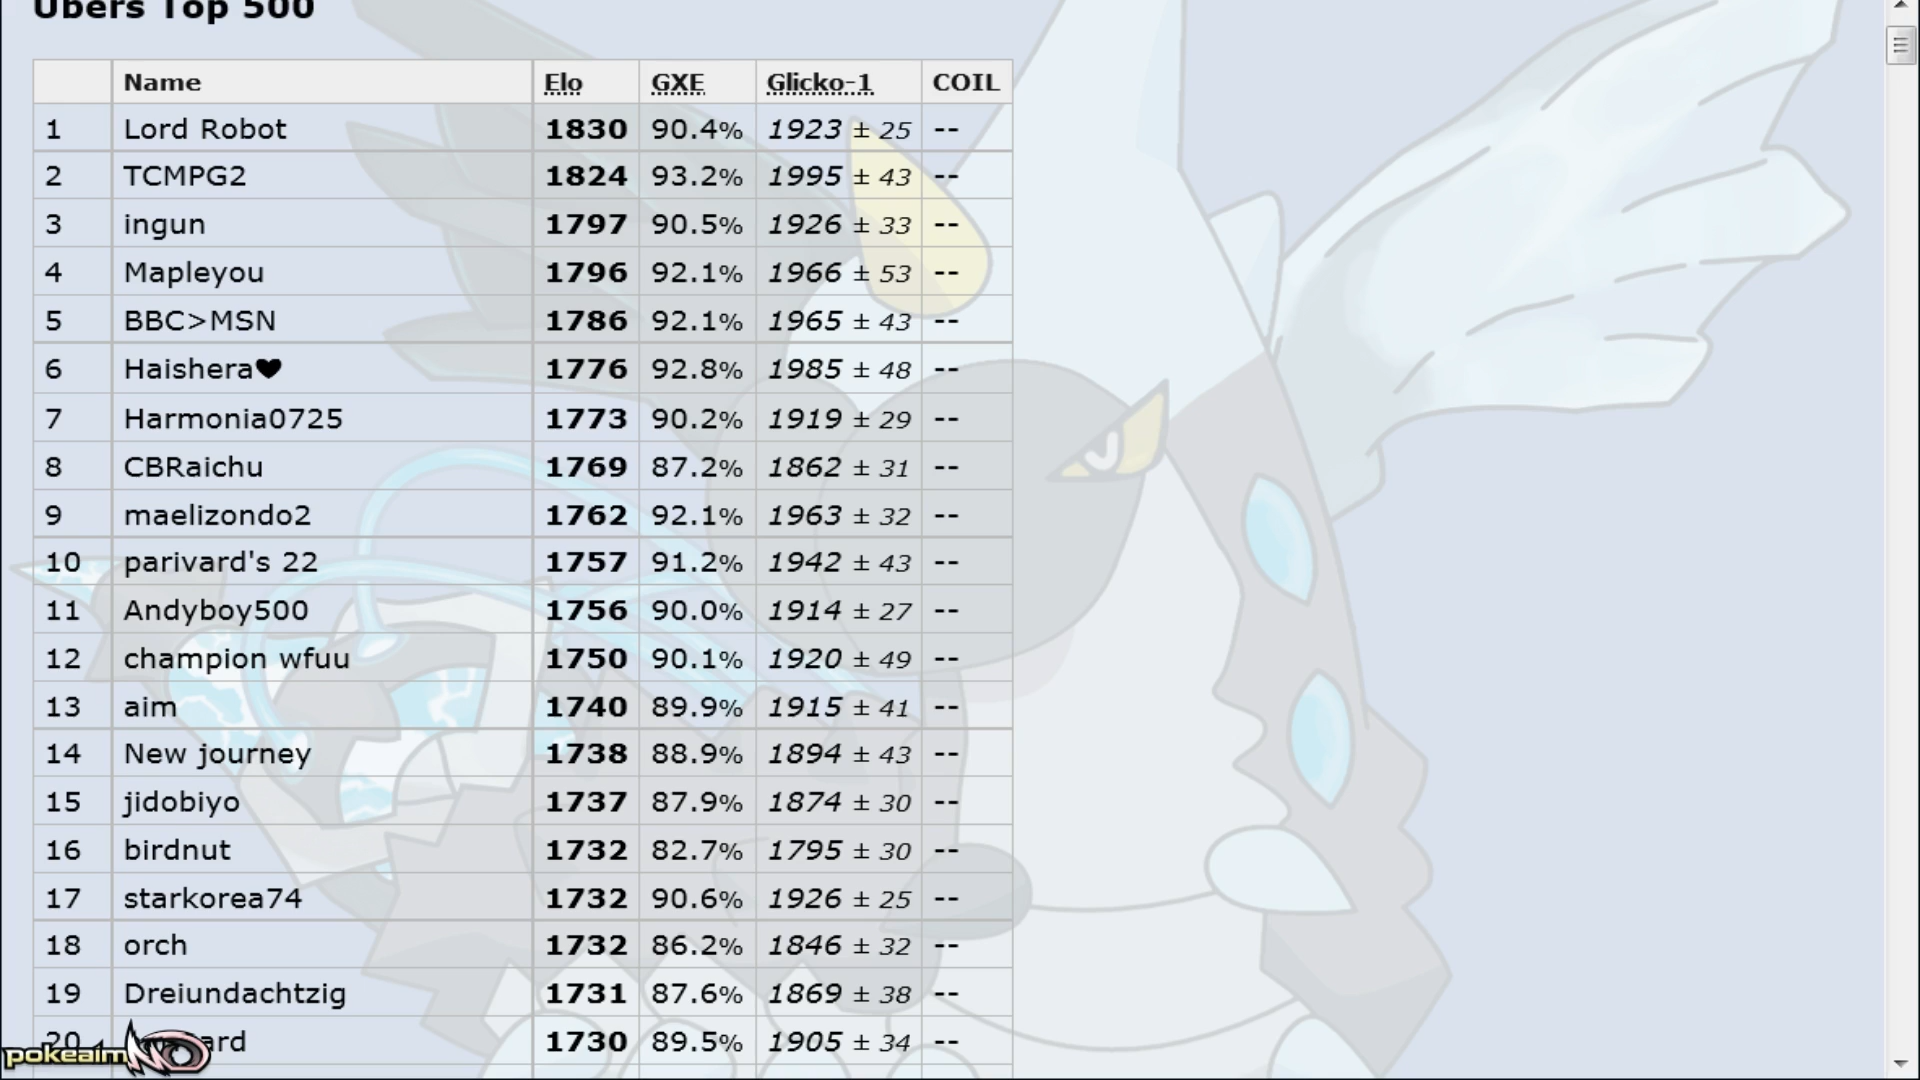 Ubers Top 500
Name Elo GXE Glicko-1 COIL
1 Lord Robot 1830 90.4% 1923 ± 25 --
2 TCMPG2 1824 93.2% 1995 ± 43 --
3 ingun 1797 90.5% 1926 ± 33 --
4 Mapleyou 1796 92.1% 1966 ± 53 --
5 BBC>MSN 1786 92.1% 1965 ± 43 --
6 Haishera♥ 1776 92.8% 1985 ± 48 --
7 Harmonia0725 1773 90.2% 1919 ± 29 --
8 CBRaichu 1769 87.2% 1862 ± 31 --
9 maelizondo2 1762 92.1% 1963 ± 32 --
10 parivard's 22 1757 91.2% 1942 ± 43 --
11 Andyboy500 1756 90.0% 1914 ± 27 --
12 champion wfuu 1750 90.1% 1920 ± 49 --
13 aim 1740 89.9% 1915 ± 41 --
14 New journey 1738 88.9% 1894 ± 43 --
15 jidobiyo 1737 87.9% 1874 ± 30 --
16 birdnut 1732 82.7% 1795 ± 30 --
17 starkorea74 1732 90.6% 1926 ± 25 --
18 orch 1732 86.2% 1846 ± 32 --
19 Dreiundachtzig 1731 87.6% 1869 ± 38 --
20 1730 89.5% 1905 ± 34 --
pokeaim